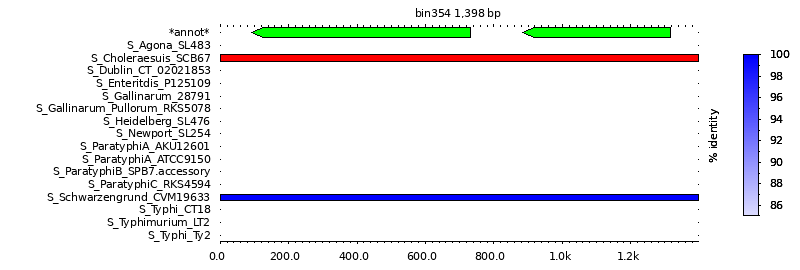 bin354 1,398 bp
*annot*
S_Agona_SL483
S_Choleraesuis_SCB67
S_Dublin_CT_02021853
S_Enteritdis_P125109
S_Gallinarum_28791
S_Gallinarum_Pullorum_RKS5078
S_Heidelberg_SL476
S_Newport_SL254
S_ParatyphiA_AKU12601
S_ParatyphiA_ATCC9150
S_ParatyphiB_SPB7.accessory
S_ParatyphiC_RKS4594
S_Schwarzengrund_CVM19633
S_Typhi_CT18
S_Typhimurium_LT2
S_Typhi_Ty2
0.0 200.0 400.0 600.0 800.0 1.0k 1.2k
% identity
100
98
96
94
92
90
88
86